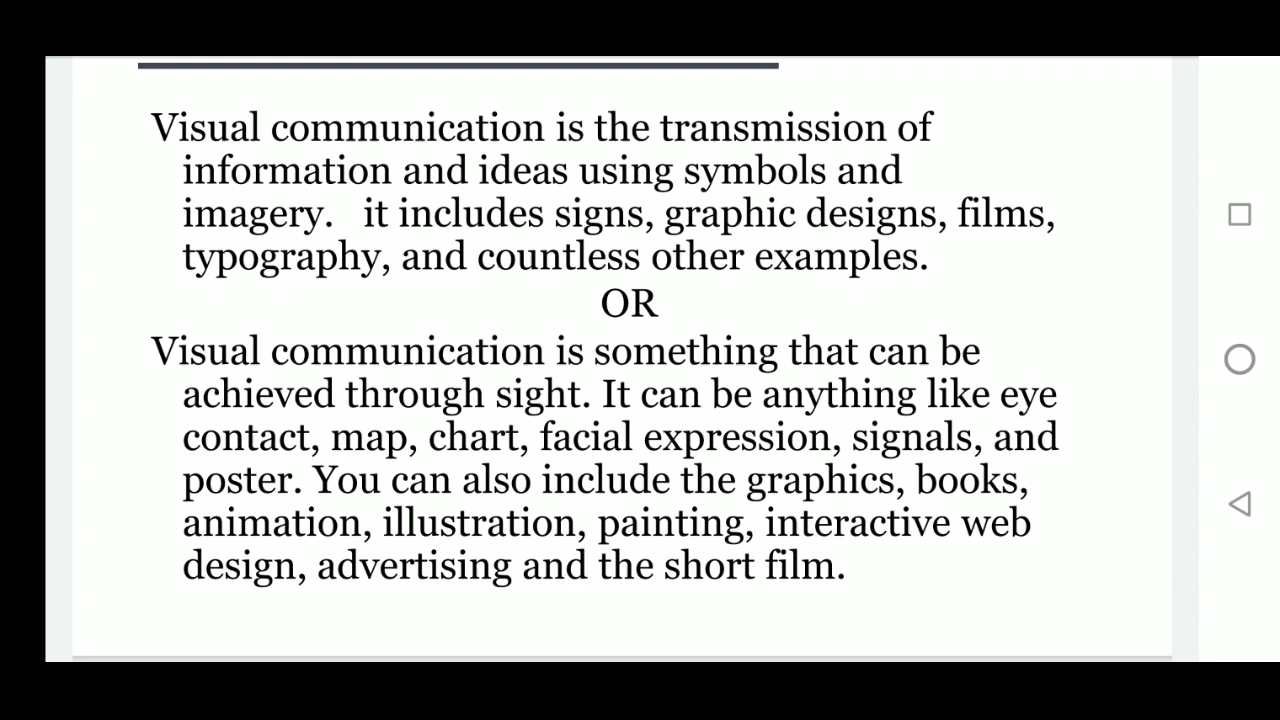 Visual communication is the transmission of
information and ideas using symbols and
imagery.   it includes signs, graphic designs, films,
typography, and countless other examples.
OR
Visual communication is something that can be
achieved through sight. It can be anything like eye
contact, map, chart, facial expression, signals, and
poster. You can also include the graphics, books,
animation, illustration, painting, interactive web
design, advertising and the short film.